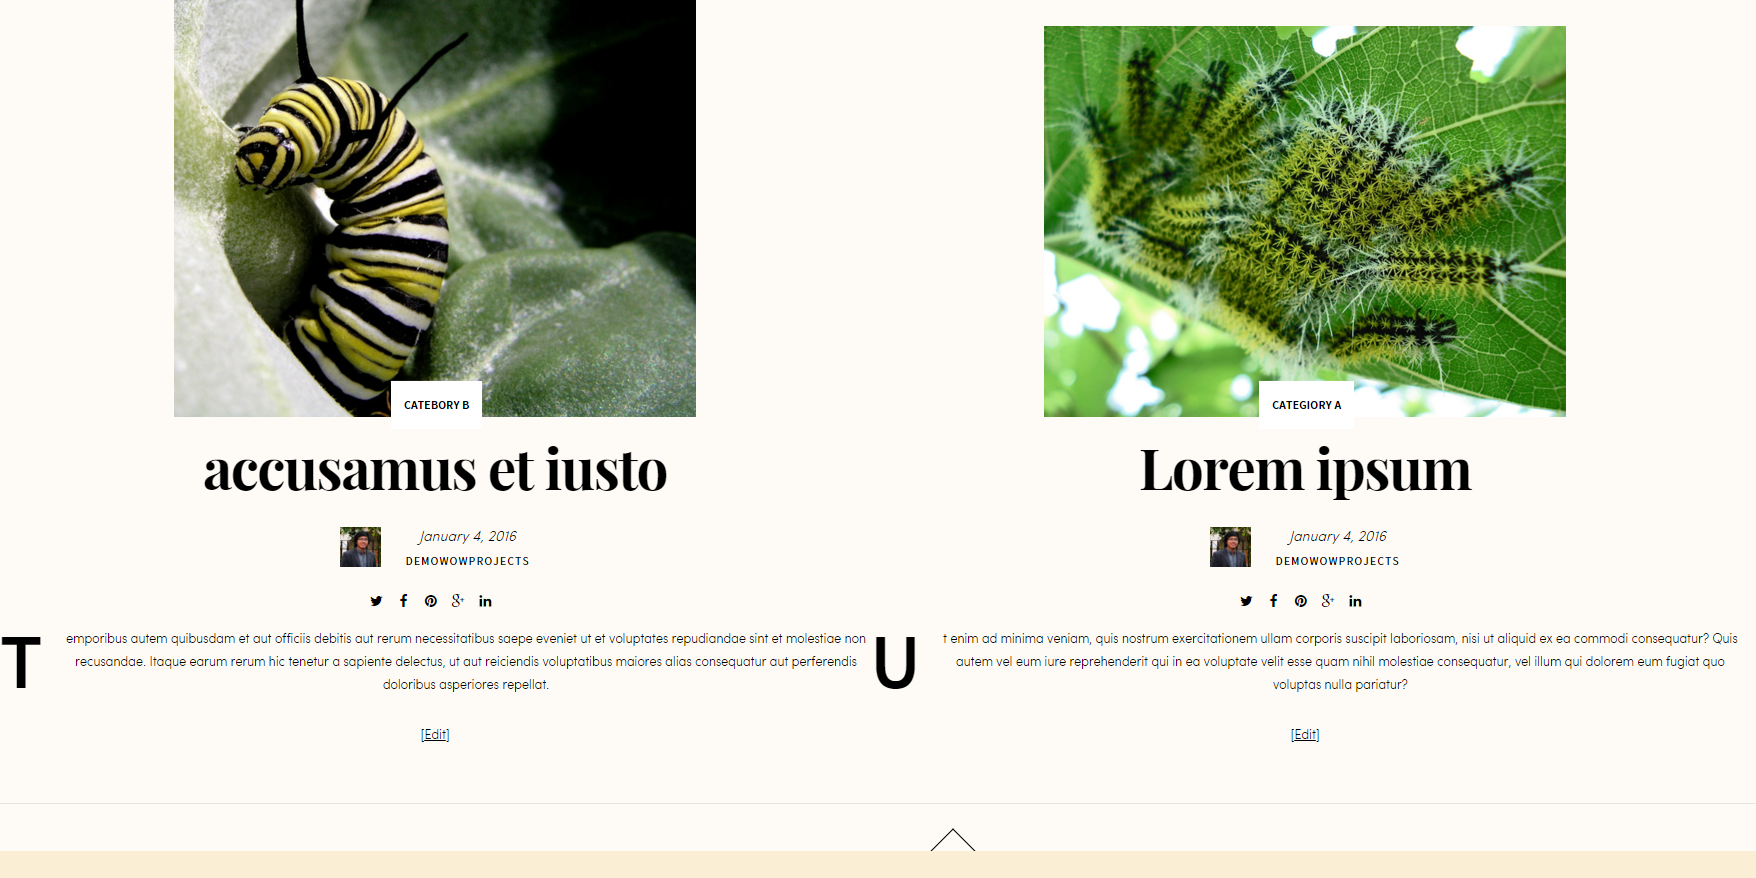 CATEBORY B
accusamus et iusto
January 4, 2016
DEMOWOWPROJECTS
Temporibus autem quibusdam et aut officiis debitis aut rerum necessitatibus saepe eveniet ut et voluptates repudiandae sint et molestiae non
recusandae. Itaque earum rerum hic tenetur a sapiente delectus, ut aut reiciendis voluptatibus maiores alias consequatur aut perferendis
doloribus asperiores repellat.
[Edit]
CATEGIORY A
Lorem ipsum
January 4, 2016
DEMOWOWPROJECTS
Ut enim ad minima veniam, quis nostrum exercitationem ullam corporis suscipit laboriosam, nisi ut aliquid ex ea commodi consequatur? Quis
autem vel eum iure reprehenderit qui in ea voluptate velit esse quam nihil molestiae consequatur, vel illum qui dolorem eum fugiat quo
voluptas nulla pariatur?
[Edit]